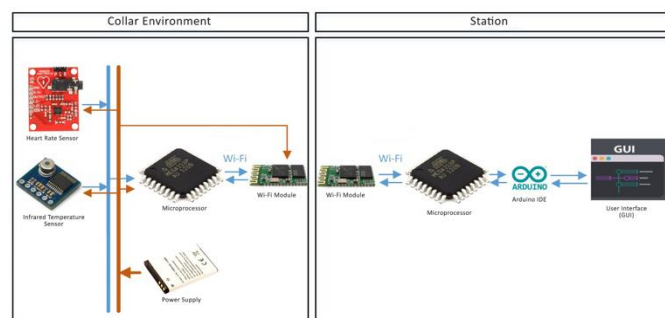 Collar Environment
Station
Heart Rate Sensor
Infrared Temperature
Sensor
Microprocessor
Wi-Fi
Wi-Fi Module
Power Supply
Wi-Fi Module
Wi-Fi
Microprocessor
ARDUINO
Arduino IDE
GUI
User Interface
(GUI)